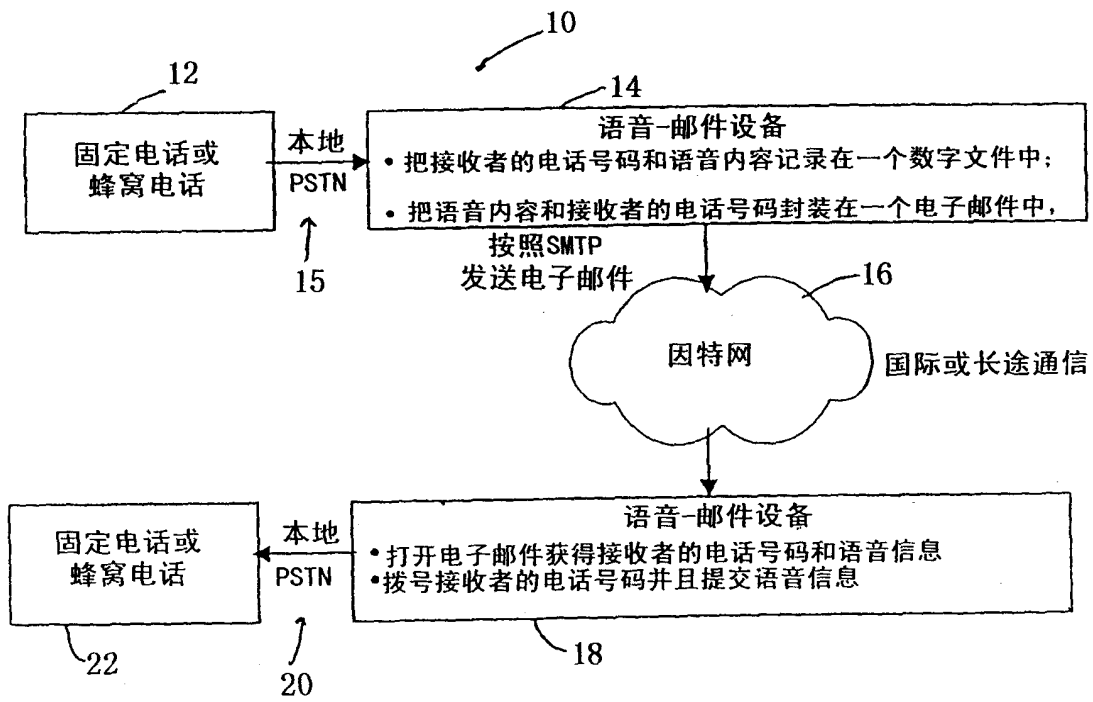 10
12
14
固定电话或
蜂窝电话
本地
PSTN
15
语音-邮件设备
• 把接收者的电话号码和语音内容记录在一个数字文件中;
• 把语音内容和接收者的电话号码封装在一个电子邮件中,
按照SMTP
发送电子邮件
16
因特网
国际或长途通信
语音-邮件设备
•打开电子邮件获得接收者的电话号码和语音信息
•拨号接收者的电话号码并且提交语音信息
本地
PSTN
固定电话或
蜂窝电话
22
20
18